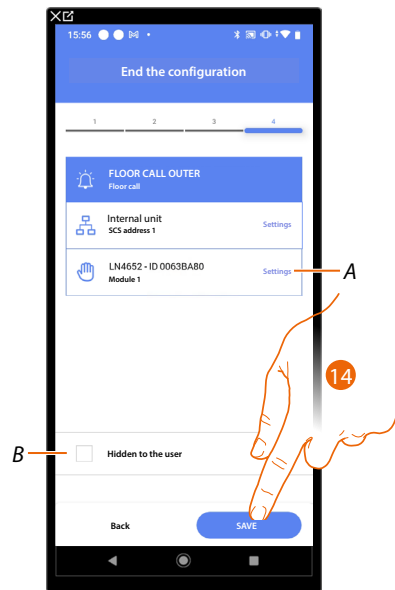 15:56
End the configuration
1 2 3 4
FLOOR CALL OUTER
Floor call
Internal unit
SCS address 1
Settings
LN4652 - ID 0063BA80
Module 1
Settings
A
14
B
Hidden to the user
Back
SAVE